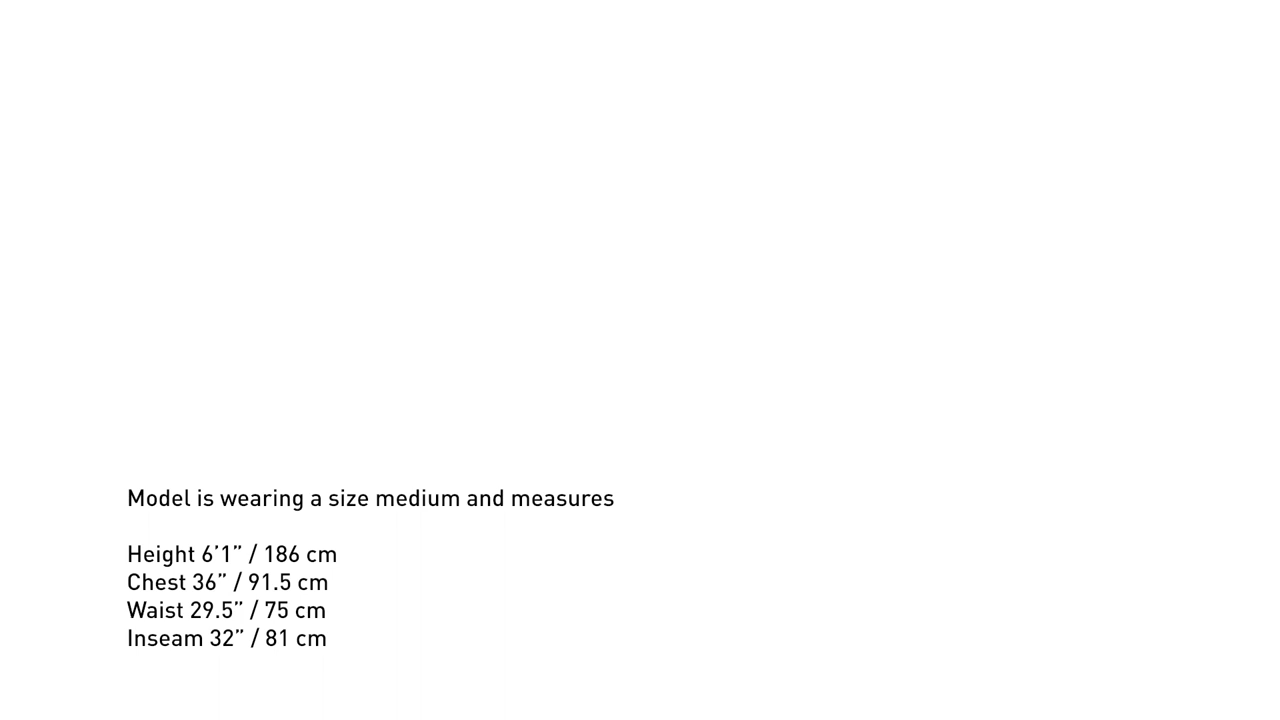 Model is wearing a size medium and measures
Height 6’1” / 186 cm
Chest 36” / 91.5 cm
Waist 29.5” / 75 cm
Inseam 32” / 81 cm